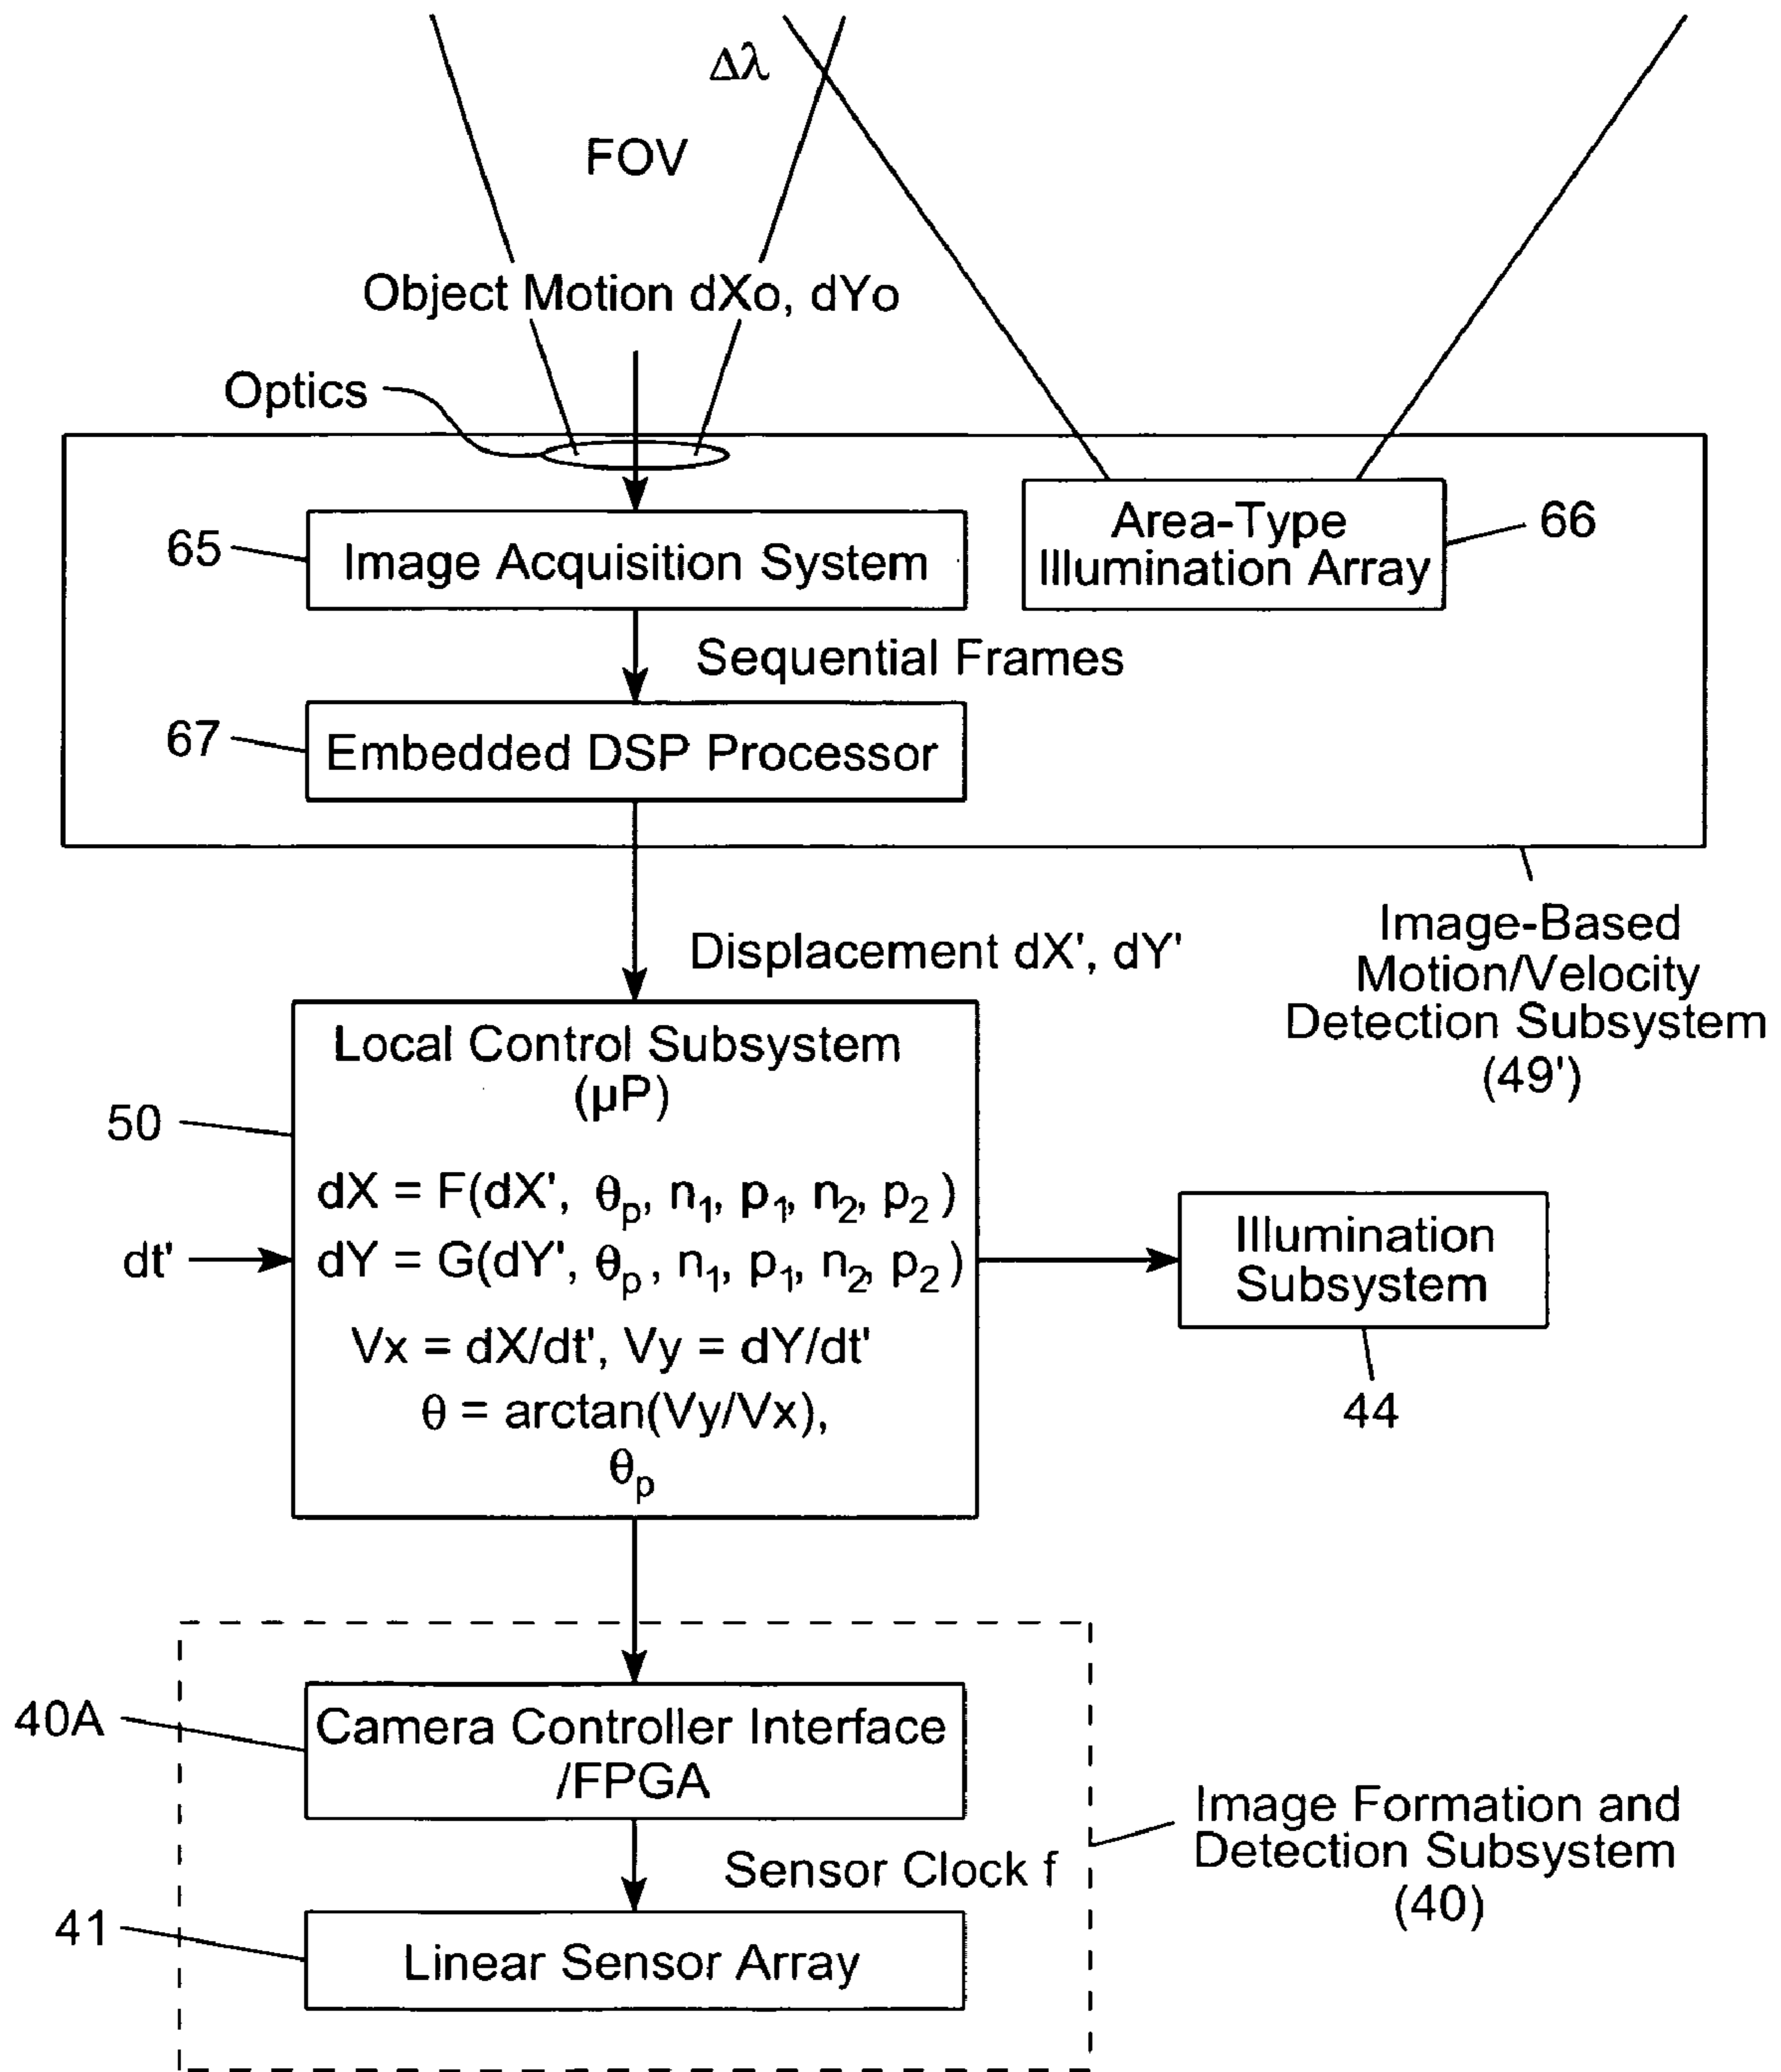 Δλ
FOV
Object Motion dXo, dYo
Optics
65
Image Acquisition System
Area-Type
Illumination Array
66
Sequential Frames
67
Embedded DSP Processor
Displacement dX', dY'
Image-Based
Motion/Velocity
Detection Subsystem
(49')
Local Control Subsystem
(µP)
50
dX = F(dX', θp, n1, p1, n2, p2)
dt'
dY = G(dY', θp, n1, p1, n2, p2)
Vx = dX/dt', Vy = dY/dt'
θ = arctan(Vy/Vx),
θp
Illumination
Subsystem
44
40A
Camera Controller Interface
/FPGA
Sensor Clock f
Image Formation and
Detection Subsystem
(40)
41
Linear Sensor Array